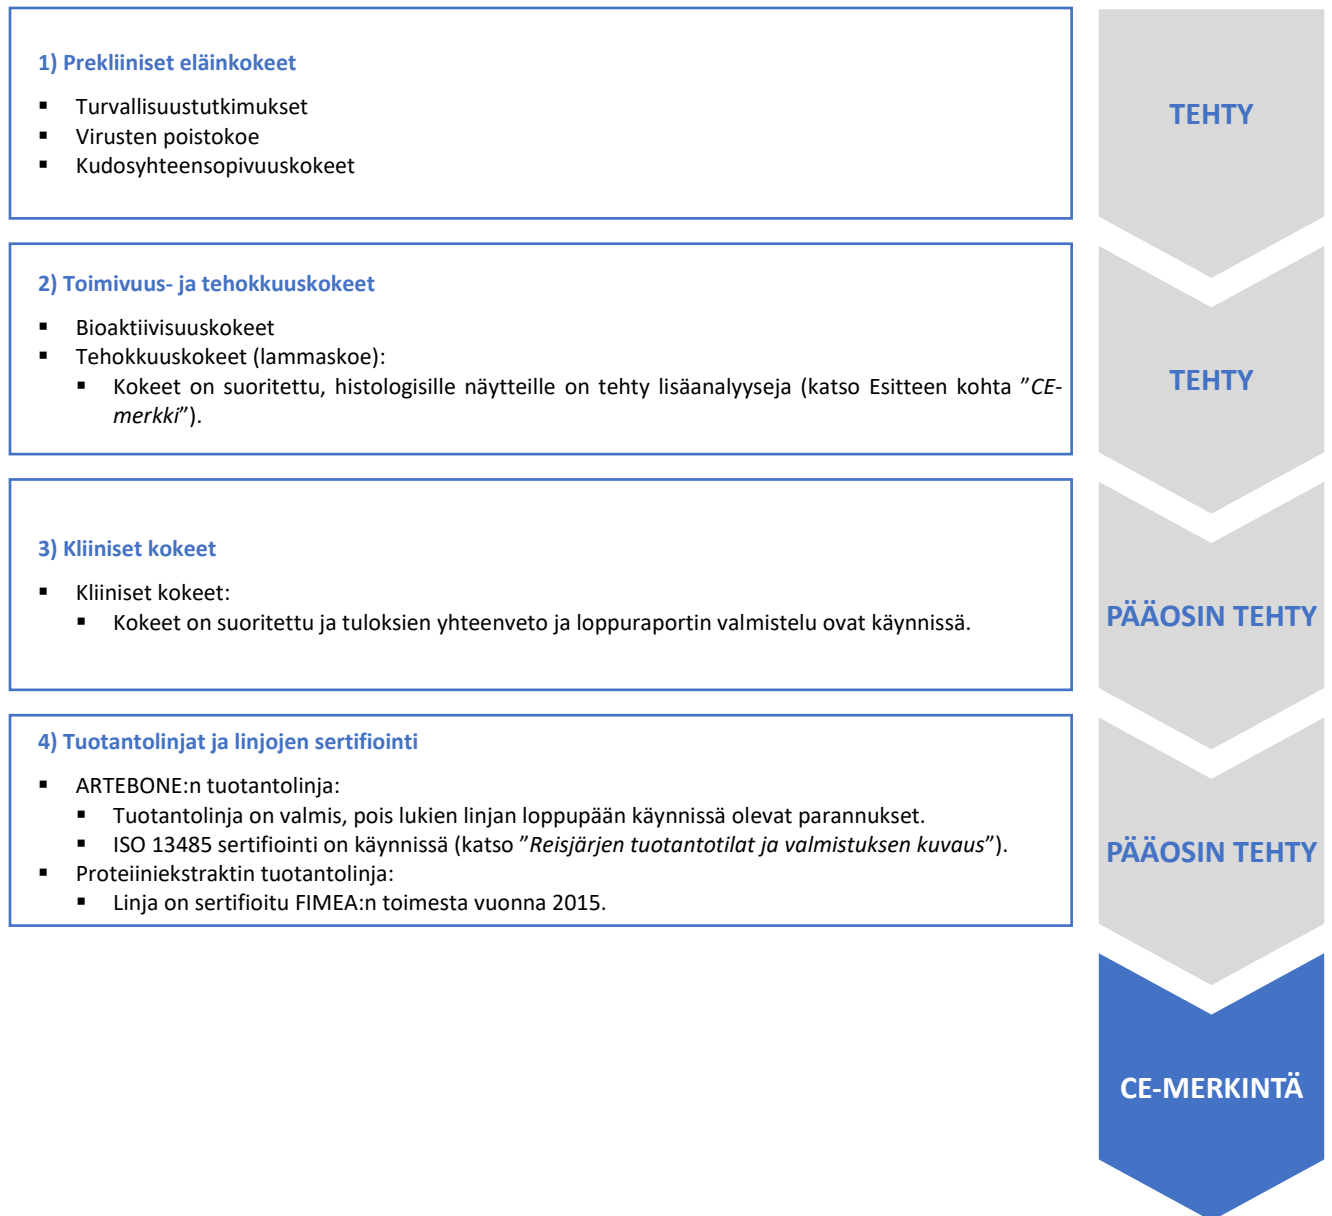 1) Prekliiniset eläinkokeet
▪ Turvallisuustutkimukset
▪ Virusten poistokoe
▪ Kudosyhteensopivuuskokeet
TEHTY
2) Toimivuus- ja tehokkuuskokeet
▪ Bioaktiivisuuskokeet
▪ Tehokkuuskokeet (lammaskoe):
▪ Kokeet on suoritettu, histologisille näytteille on tehty lisäanalyyseja (katso Esitteen kohta ”CE-
merkki”).
TEHTY
3) Kliiniset kokeet
▪ Kliiniset kokeet:
▪ Kokeet on suoritettu ja tuloksien yhteenveto ja loppuraportin valmistelu ovat käynnissä.
PÄÄOSIN TEHTY
4) Tuotantolinjat ja linjojen sertifiointi
▪ ARTEBONE:n tuotantolinja:
▪ Tuotantolinja on valmis, pois lukien linjan loppupään käynnissä olevat parannukset.
▪ ISO 13485 sertifiointi on käynnissä (katso ”Reisjärjen tuotantotilat ja valmistuksen kuvaus”).
▪ Proteiiniekstraktin tuotantolinja:
▪ Linja on sertifioitu FIMEA:n toimesta vuonna 2015.
PÄÄOSIN TEHTY
CE-MERKINTÄ